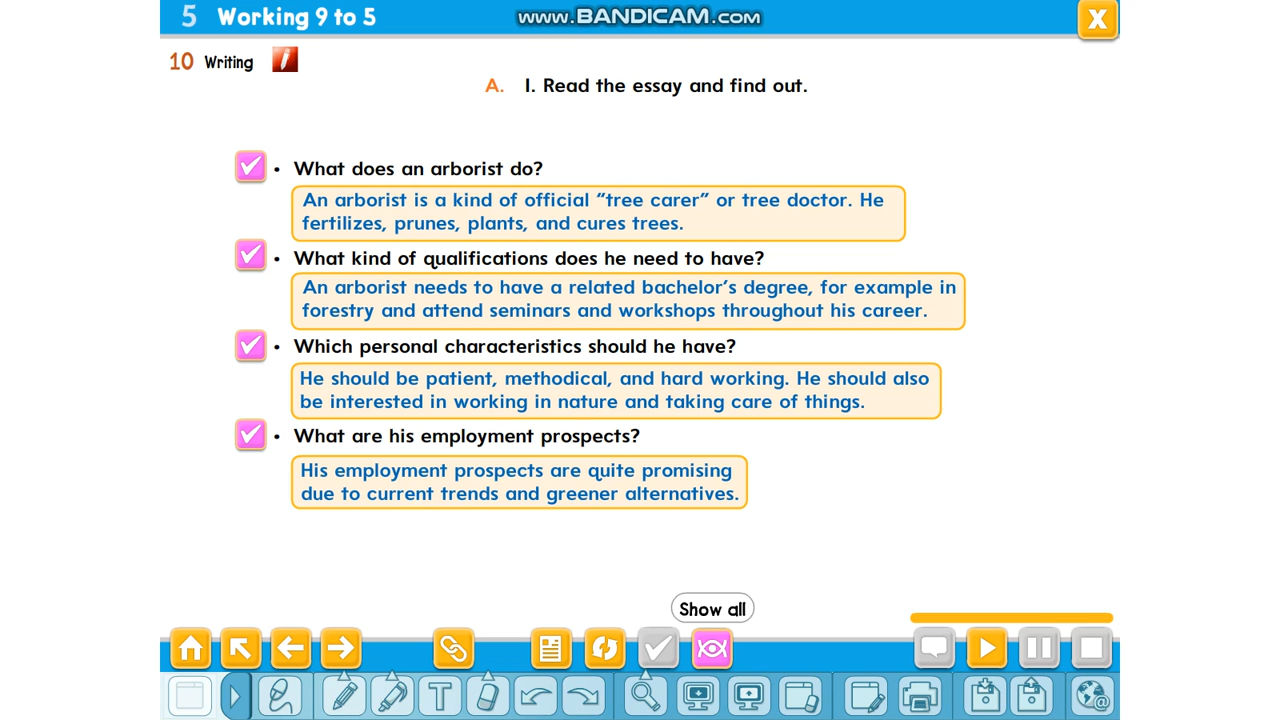 5 Working 9 to 5
www.BANDICAM.com
X
10 Writing
A. I. Read the essay and find out.
• What does an arborist do?
An arborist is a kind of official “tree carer” or tree doctor. He
fertilizes, prunes, plants, and cures trees.
• What kind of qualifications does he need to have?
An arborist needs to have a related bachelor’s degree, for example in
forestry and attend seminars and workshops throughout his career.
• Which personal characteristics should he have?
He should be patient, methodical, and hard working. He should also
be interested in working in nature and taking care of things.
• What are his employment prospects?
His employment prospects are quite promising
due to current trends and greener alternatives.
Show all
T
@